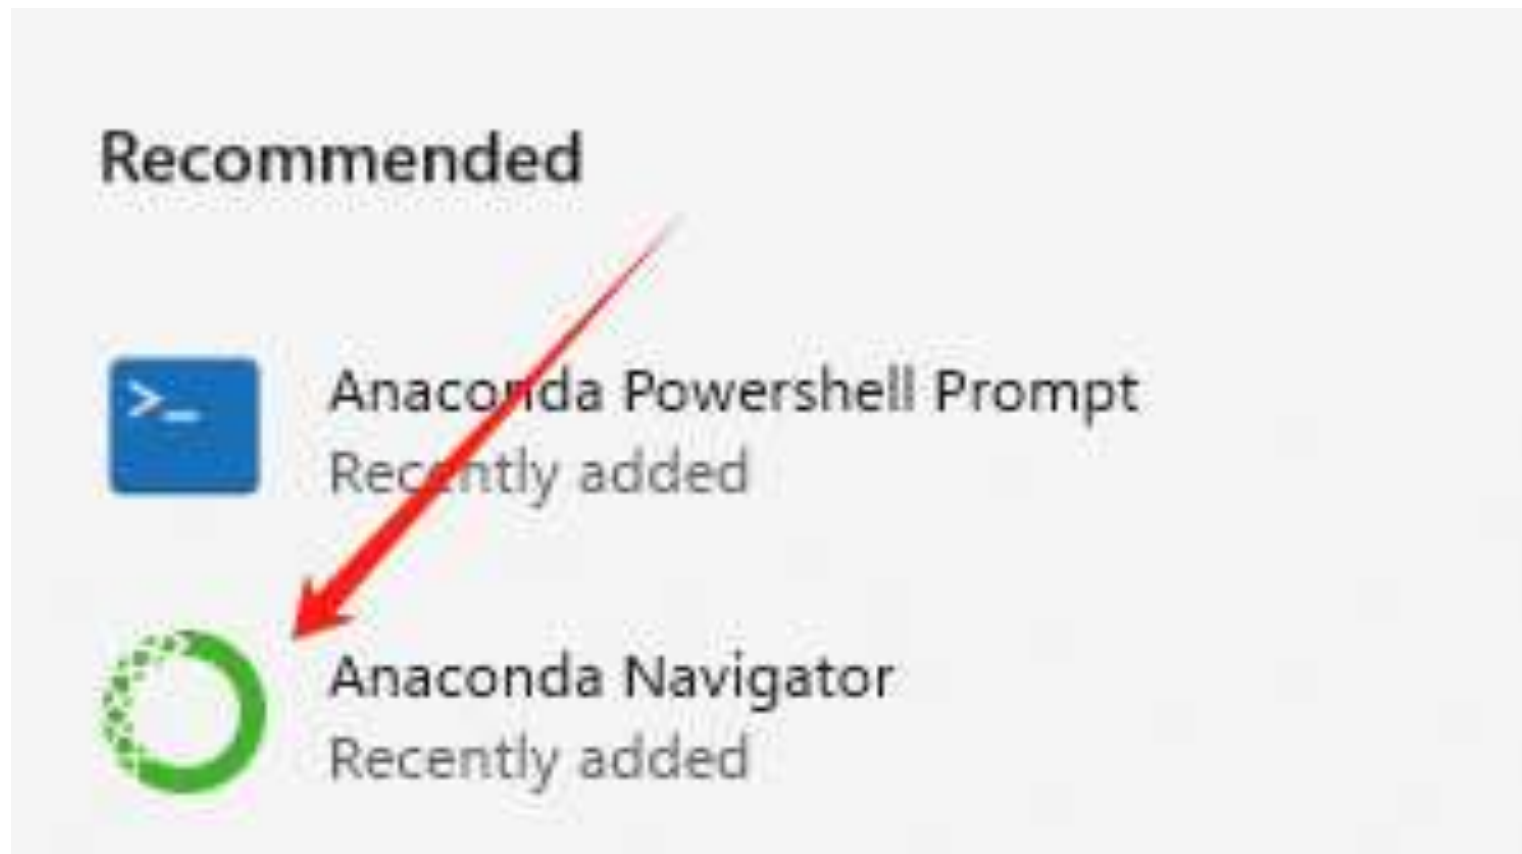 Recommended
Anaconda Powershell Prompt
Recently added
Anaconda Navigator
Recently added